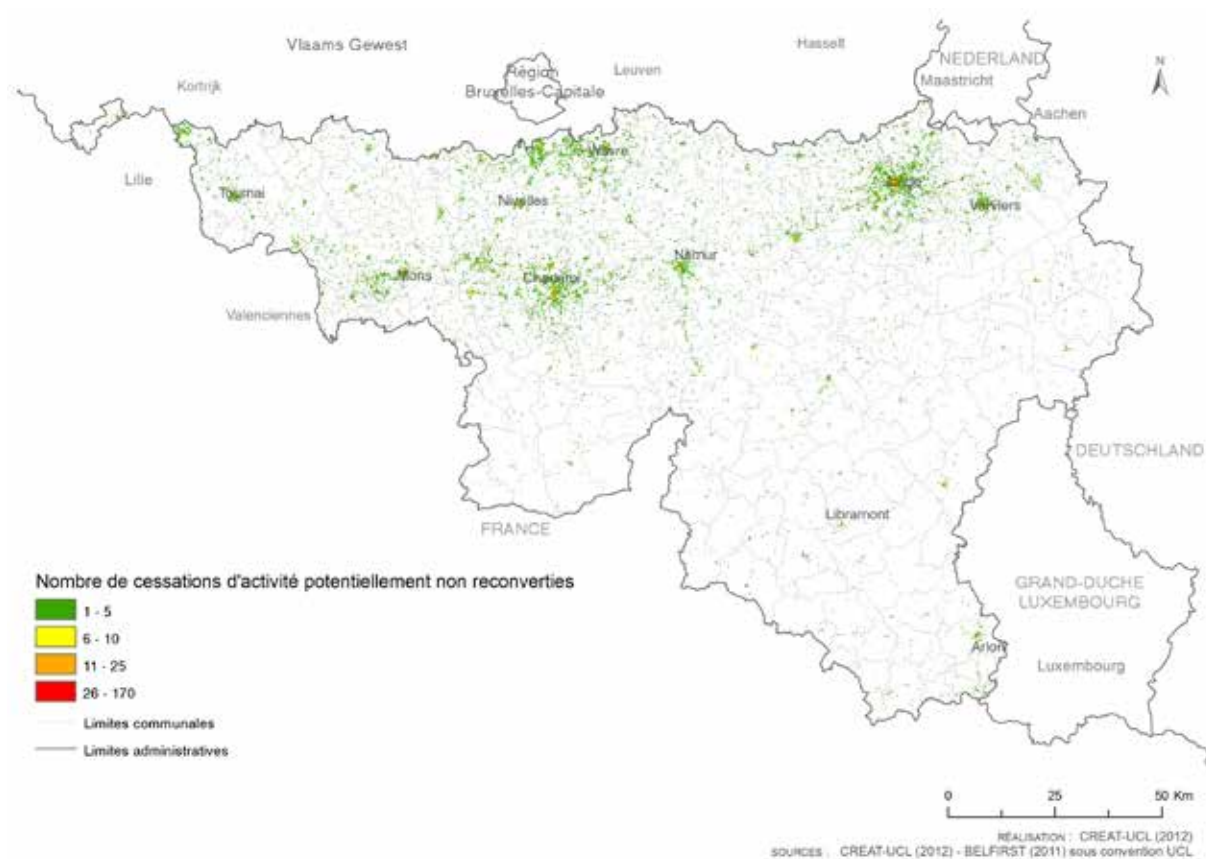 Vlaams Gewest
Hasselt
NEDERLAND
Région
Bruxelles-Capitale
Leuven
Maastricht
N
Kortrijk
Aachen
Wavre
Lille
Tournai
Nivelles
Liège
Verviers
Namur
Mons
Charleroi
Valenciennes
DEUTSCHLAND
Libramont
FRANCE
GRAND-DUCHE
LUXEMBOURG
Arlon
Luxembourg
Nombre de cessations d'activité potentiellement non reconverties
1 - 5
6 - 10
11 - 25
26 - 170
Limites communales
Limites administratives
0 25 50 Km
RÉALISATION : CREAT-UCL (2012)
SOURCES : CREAT-UCL (2012) - BELFIRST (2011) sous convention UCL